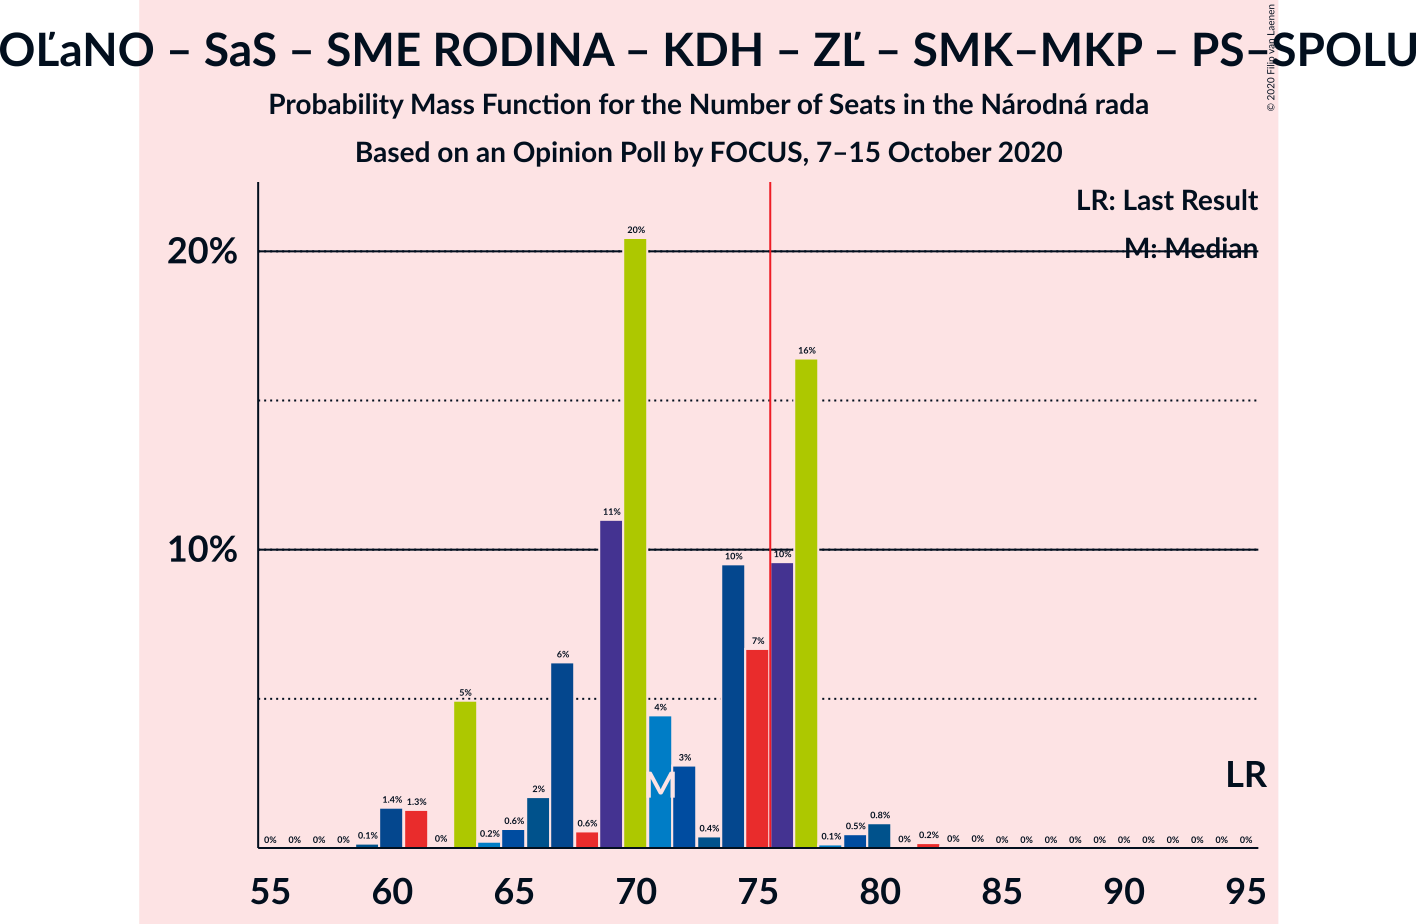 OĽaNO – SaS – SME RODINA – KDH – ZĽ – SMK–MKP – PS–SPOLU
© 2020 Filip van Laenen
Probability Mass Function for the Number of Seats in the Národná rada
Based on an Opinion Poll by FOCUS, 7–15 October 2020
LR: Last Result
M: Median
20%
10%
0% 0% 0% 0% 0.1% 1.4% 1.3% 0% 5% 0.2% 0.6% 2% 6% 0.6% 11% 20% 4% 3% 0.4% 10% 7% 10% 16% 0.1% 0.5% 0.8% 0% 0.2% 0% 0% 0% 0% 0% 0% 0% 0% 0% 0% 0% 0% 0%
M
LR
55 60 65 70 75 80 85 90 95